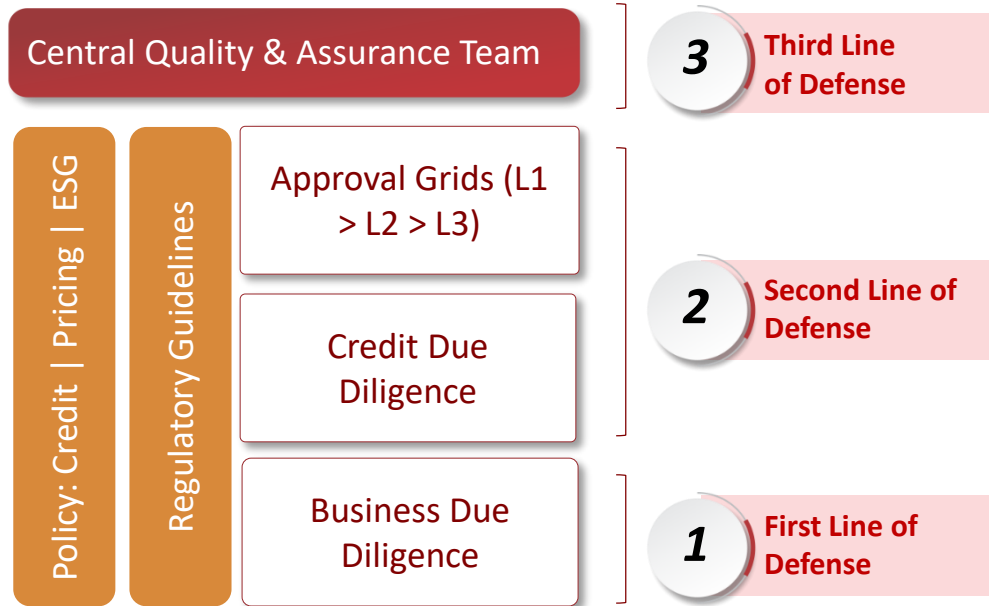 Central Quality & Assurance Team
3
Third Line
of Defense
Policy: Credit | Pricing | ESG
Regulatory Guidelines
Approval Grids (L1
> L2 > L3)
Credit Due
Diligence
2
Second Line of
Defense
Business Due
Diligence
1
First Line of
Defense